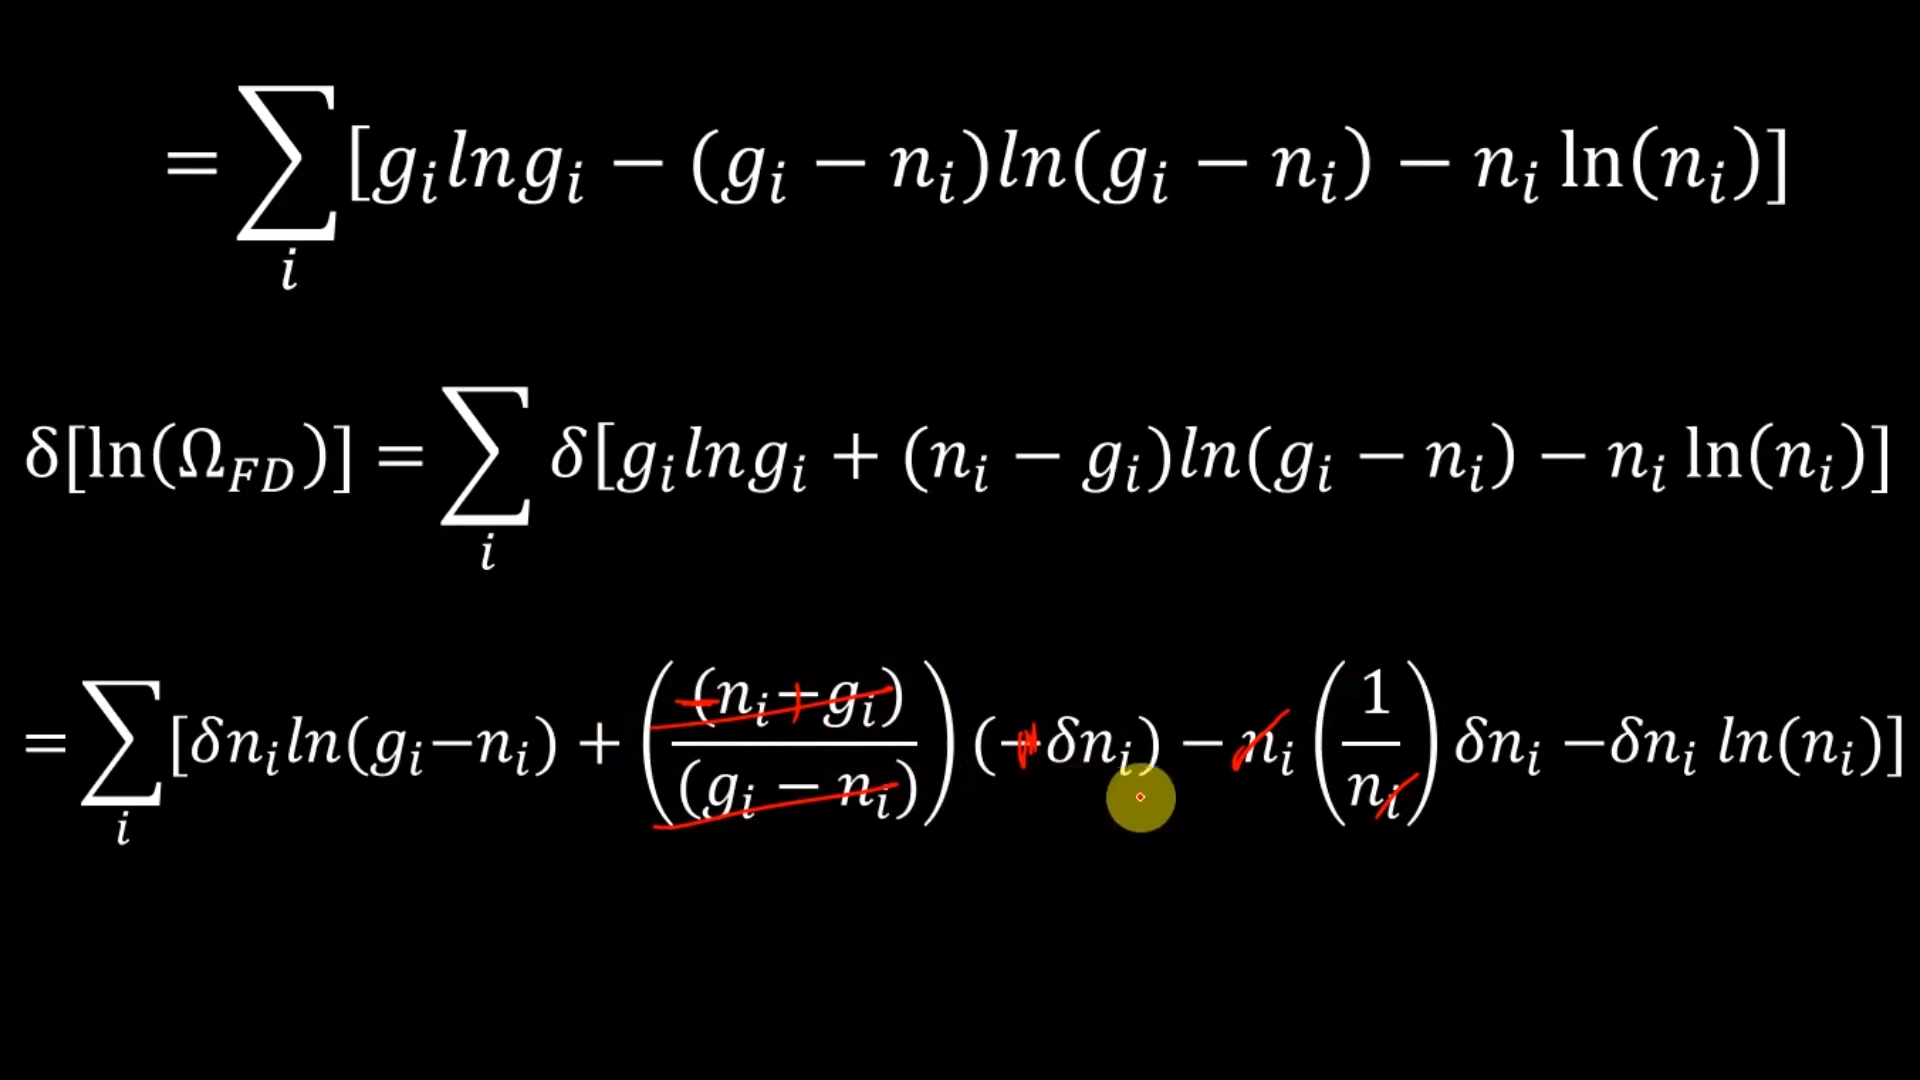 = ∑_i [g_i ln g_i − (g_i − n_i) ln(g_i − n_i) − n_i ln(n_i)]
δ[ln(Ω_FD)] = ∑_i δ[g_i ln g_i + (n_i − g_i) ln(g_i − n_i) − n_i ln(n_i)]
= ∑_i [δn_i ln(g_i − n_i) + ((n_i − g_i)/(g_i − n_i)) (−δn_i) − n_i (1/n_i) δn_i − δn_i ln(n_i)]